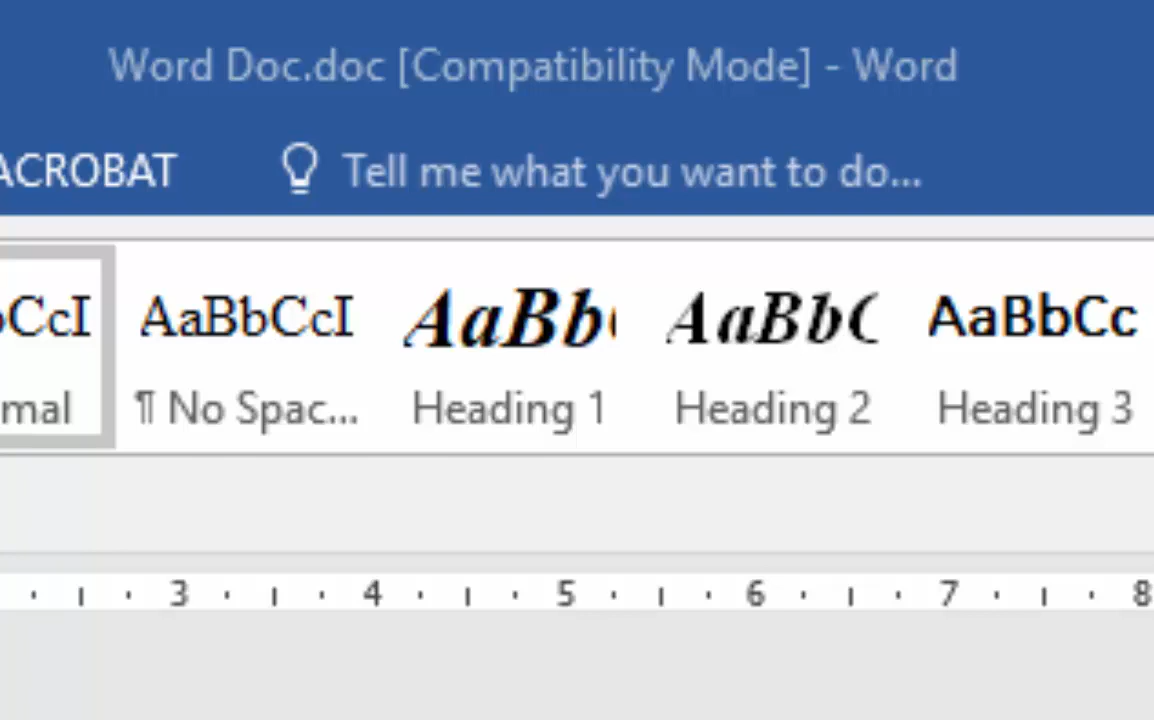 Word Doc.doc [Compatibility Mode] - Word
ACROBAT Tell me what you want to do...
bCcI AaBbCcI AaBb AaBbC AaBbCc
mal ¶ No Spac... Heading 1 Heading 2 Heading 3
3 4 5 6 7 8